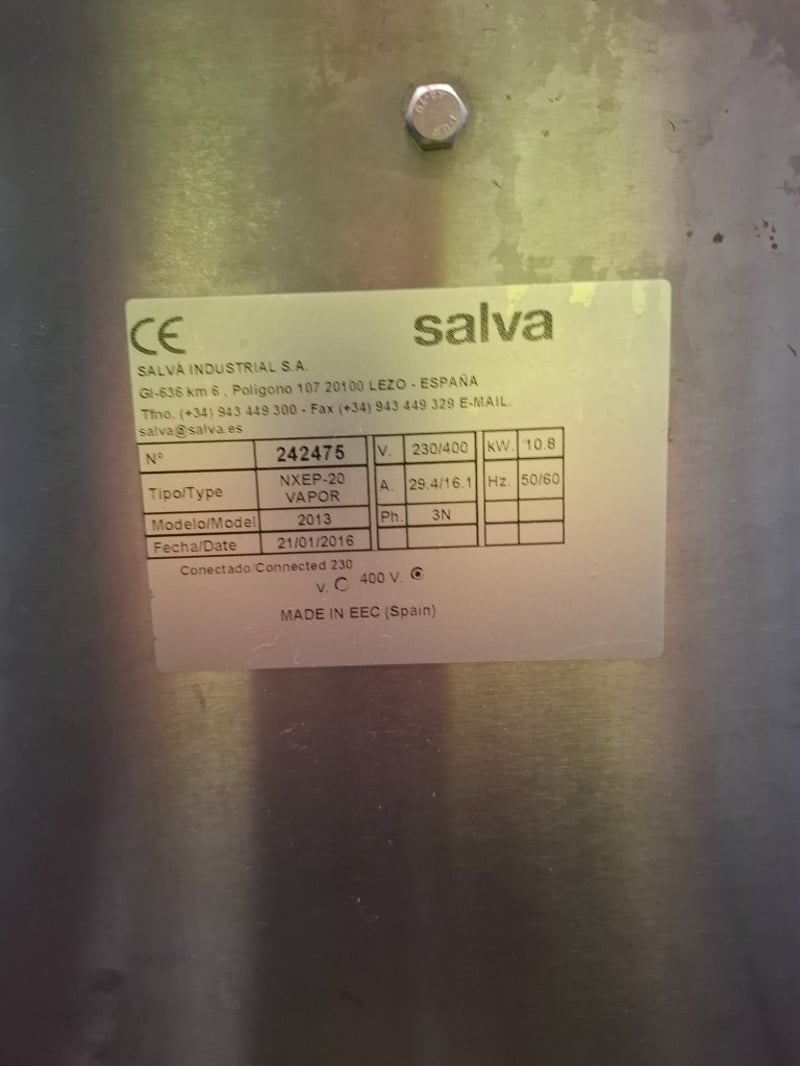 CE salva
SALVA INDUSTRIAL S.A.
GI-636 km 6 , Poligono 107 20100 LEZO - ESPAÑA
Tfno. (+34) 943 449 300 - Fax (+34) 943 449 329 E-MAIL.
salva@salva.es
Nº 242475 V. 230/400 kW. 10.8
Tipo/Type NXEP-20 VAPOR A. 29.4/16.1 Hz. 50/60
Modelo/Model 2013 Ph. 3N
Fecha/Date 21/01/2016
Conectado/Connected 230
V. 400 V.
MADE IN EEC (Spain)